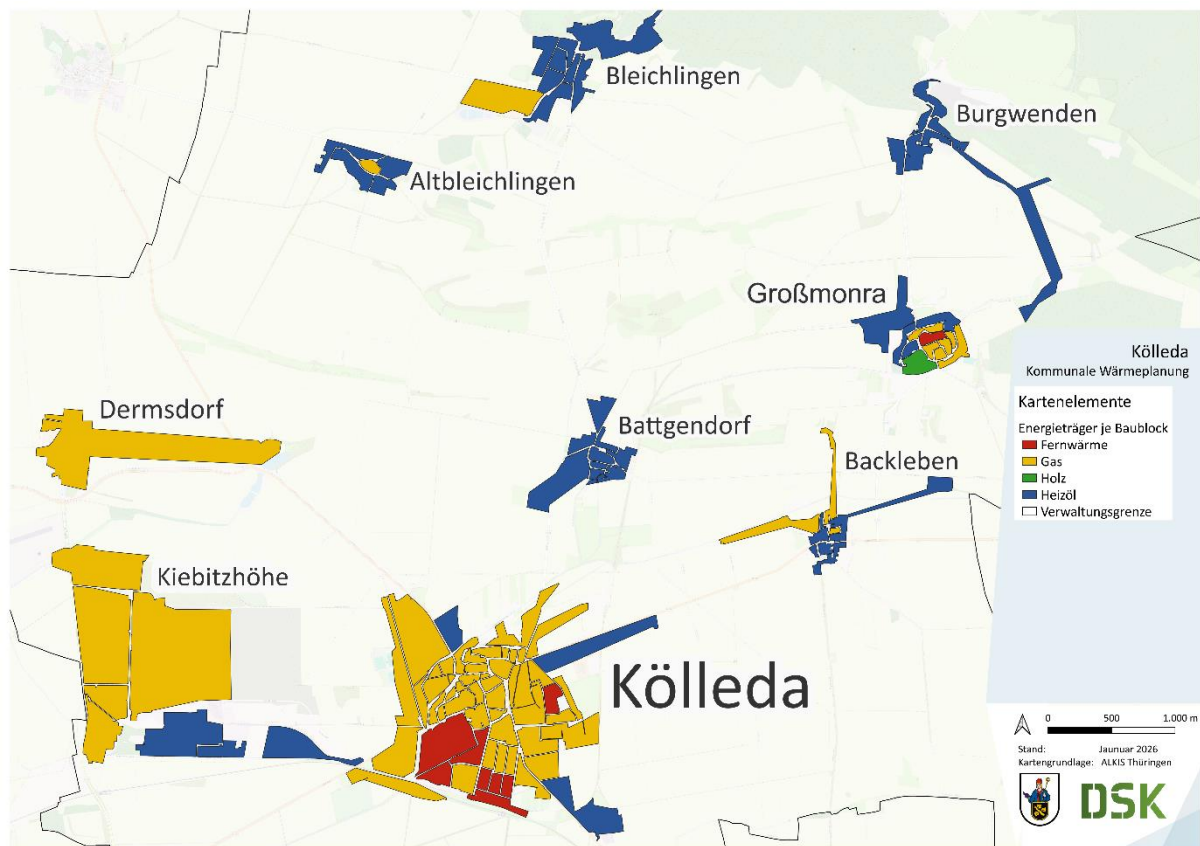 Bleichlingen
Burgwenden
Altbleichlingen
Großmonra
Kölleda
Kommunale Wärmeplanung
Kartenelemente
Energieträger je Baublock
Fernwärme
Gas
Holz
Heizöl
Verwaltungsgrenze
Dermsdorf
Battgendorf
Backleben
Kiebitzhöhe
Kölleda
0 500 1.000 m
Stand: Jaunuar 2026
Kartengrundlage: ALKIS Thüringen
DSK